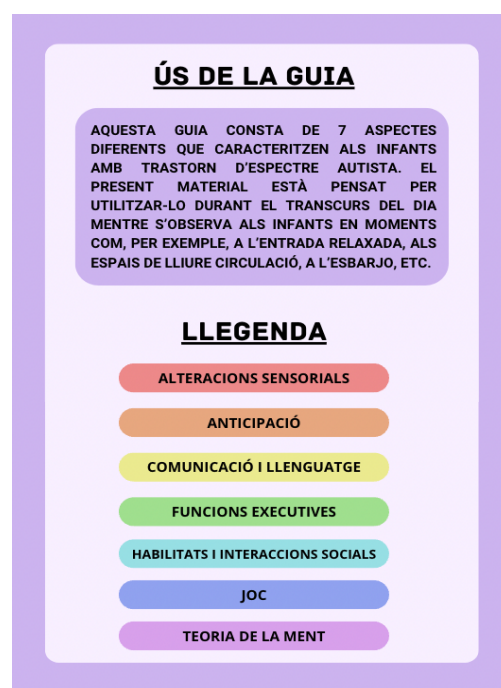 ÚS DE LA GUIA
AQUESTA GUIA CONSTA DE 7 ASPECTES
DIFERENTS QUE CARACTERITZEN ALS INFANTS
AMB TRASTORN D'ESPECTRE AUTISTA. EL
PRESENT MATERIAL ESTÀ PENSAT PER
UTILITZAR-LO DURANT EL TRANSCURS DEL DIA
MENTRE S'OBSERVA ALS INFANTS EN MOMENTS
COM, PER EXEMPLE, A L'ENTRADA RELAXADA, ALS
ESPAIS DE LLIURE CIRCULACIÓ, A L'ESBARJO, ETC.
LLEGENDA
ALTERACIONS SENSORIALS
ANTICIPACIÓ
COMUNICACIÓ I LLENGUATGE
FUNCIONS EXECUTIVES
HABILITATS I INTERACCIONS SOCIALS
JOC
TEORIA DE LA MENT